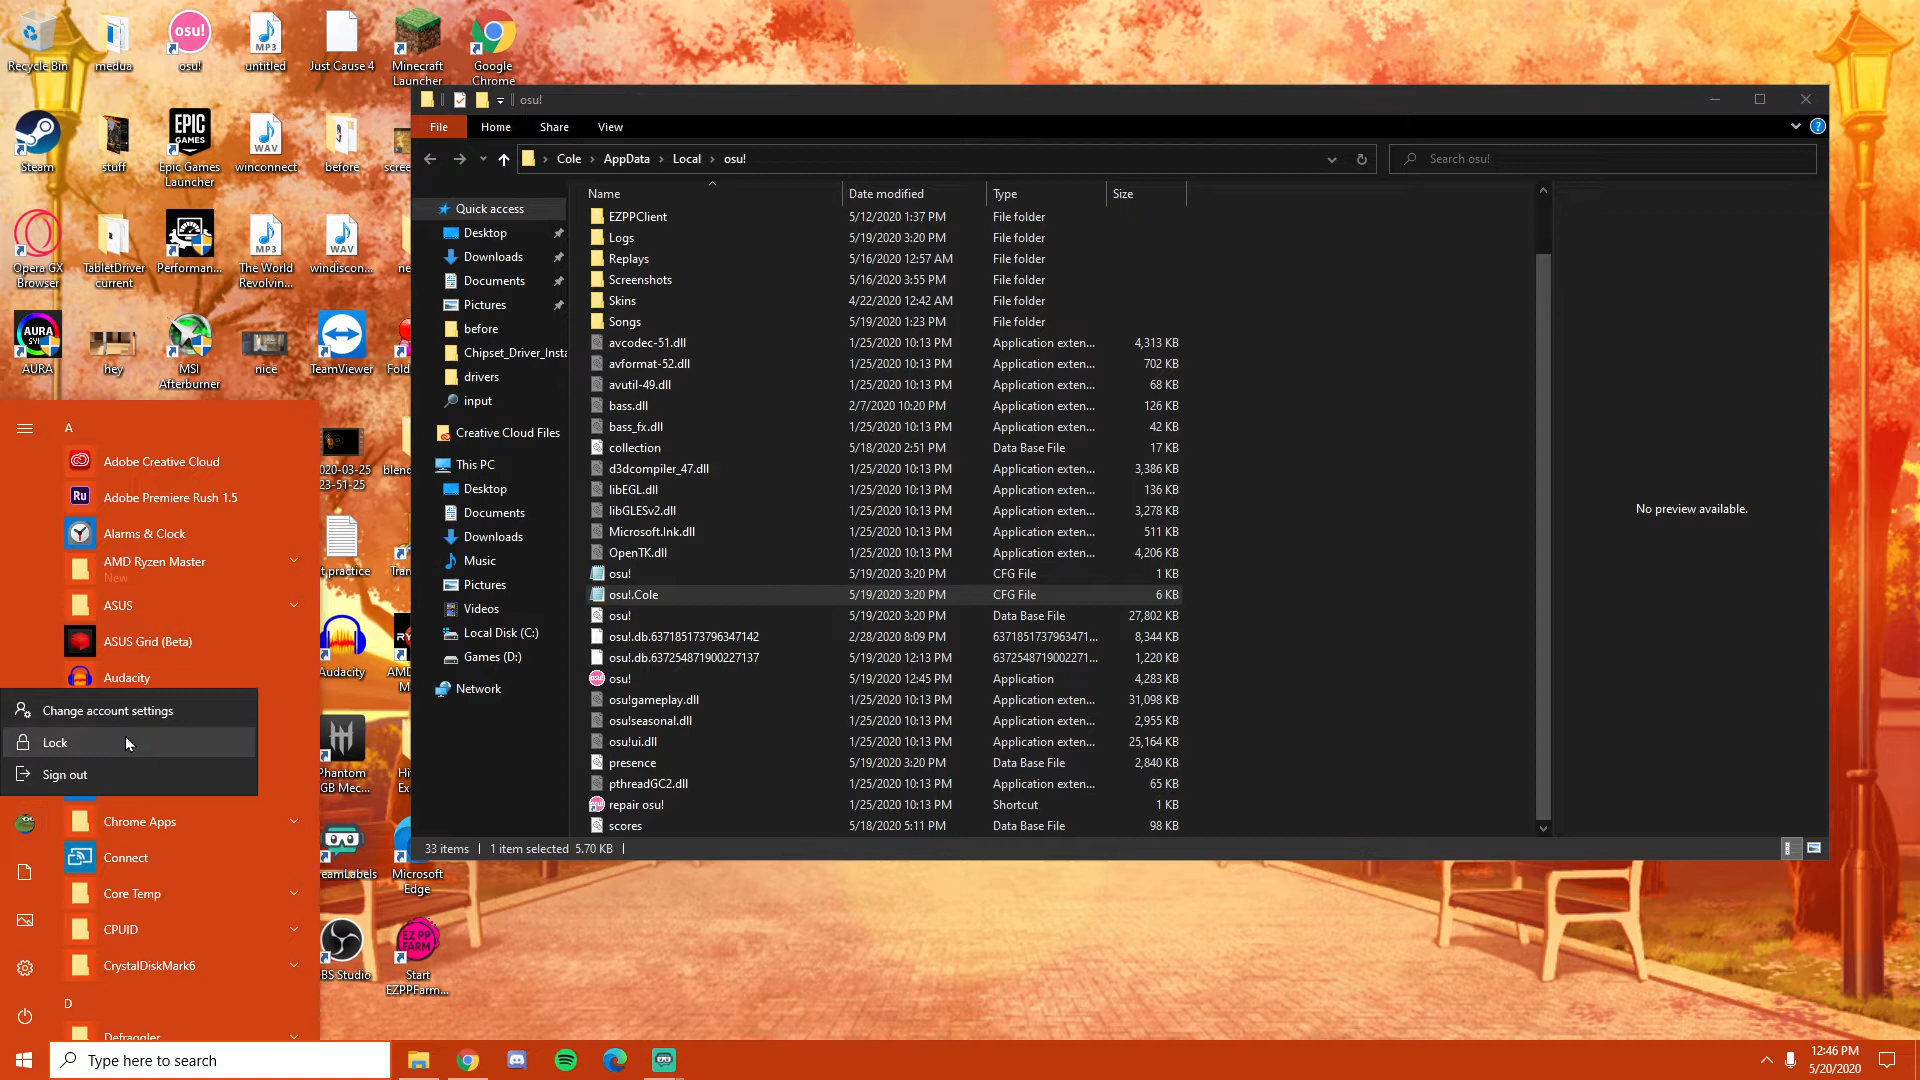 Recycle Bin
medua
osu!
untitled
Just Cause 4
Minecraft
Launcher
Google
Chrome
Steam
stuff
Epic Games
Launcher
winconnect
before
scree
Opera GX
Browser
TabletDriver
current
Performan...
The World
Revolvin...
windiscon...
ne
AURA
hey
MSI
Afterburner
nice
TeamViewer
Fold
020-03-25
23-51-25
blend
t practice
Tran
Audacity
AMD
M
Phantom
GB Mec...
Hi
Ex
eamLabels
Microsoft
Edge
BS Studio
Start
EZPPFarm...
osu!
File
Home
Share
View
Cole
AppData
Local
osu!
Search osu!
Quick access
Desktop
Downloads
Documents
Pictures
before
Chipset_Driver_Insta
drivers
input
Creative Cloud Files
This PC
Desktop
Documents
Downloads
Music
Pictures
Videos
Local Disk (C:)
Games (D:)
Network
Name Date modified Type Size
EZPPClient 5/12/2020 1:37 PM File folder
Logs 5/19/2020 3:20 PM File folder
Replays 5/16/2020 12:57 AM File folder
Screenshots 5/16/2020 3:55 PM File folder
Skins 4/22/2020 12:42 AM File folder
Songs 5/19/2020 1:23 PM File folder
avcodec-51.dll 1/25/2020 10:13 PM Application exten... 4,313 KB
avformat-52.dll 1/25/2020 10:13 PM Application exten... 702 KB
avutil-49.dll 1/25/2020 10:13 PM Application exten... 68 KB
bass.dll 2/7/2020 10:20 PM Application exten... 126 KB
bass_fx.dll 1/25/2020 10:13 PM Application exten... 42 KB
collection 5/18/2020 2:51 PM Data Base File 17 KB
d3dcompiler_47.dll 1/25/2020 10:13 PM Application exten... 3,386 KB
libEGL.dll 1/25/2020 10:13 PM Application exten... 136 KB
libGLESv2.dll 1/25/2020 10:13 PM Application exten... 3,278 KB
Microsoft.Ink.dll 1/25/2020 10:13 PM Application exten... 511 KB
OpenTK.dll 1/25/2020 10:13 PM Application exten... 4,206 KB
osu! 5/19/2020 3:20 PM CFG File 1 KB
osu!.Cole 5/19/2020 3:20 PM CFG File 6 KB
osu! 5/19/2020 3:20 PM Data Base File 27,802 KB
osu!.db.637185173796347142 2/28/2020 8:09 PM 6371851737963471... 8,344 KB
osu!.db.637254871900227137 5/19/2020 12:13 PM 6372548719002271... 1,220 KB
osu! 5/19/2020 12:45 PM Application 4,283 KB
osu!gameplay.dll 1/25/2020 10:13 PM Application exten... 31,098 KB
osu!seasonal.dll 1/25/2020 10:13 PM Application exten... 2,955 KB
osu!ui.dll 1/25/2020 10:13 PM Application exten... 25,164 KB
presence 5/19/2020 3:20 PM Data Base File 2,840 KB
pthreadGC2.dll 1/25/2020 10:13 PM Application exten... 65 KB
repair osu! 1/25/2020 10:13 PM Shortcut 1 KB
scores 5/18/2020 5:11 PM Data Base File 98 KB
33 items
1 item selected 5.70 KB
No preview available.
A
Adobe Creative Cloud
Adobe Premiere Rush 1.5
Alarms & Clock
AMD Ryzen Master
New
ASUS
ASUS Grid (Beta)
Audacity
Change account settings
Lock
Sign out
Chrome Apps
Connect
Core Temp
CPUID
CrystalDiskMark6
D
Defraggler
Type here to search
12:46 PM
5/20/2020
osu!
MP3
EPIC
GAMES
WAV
MP3
WAV
AURA
Ru
EZ PP
FARM